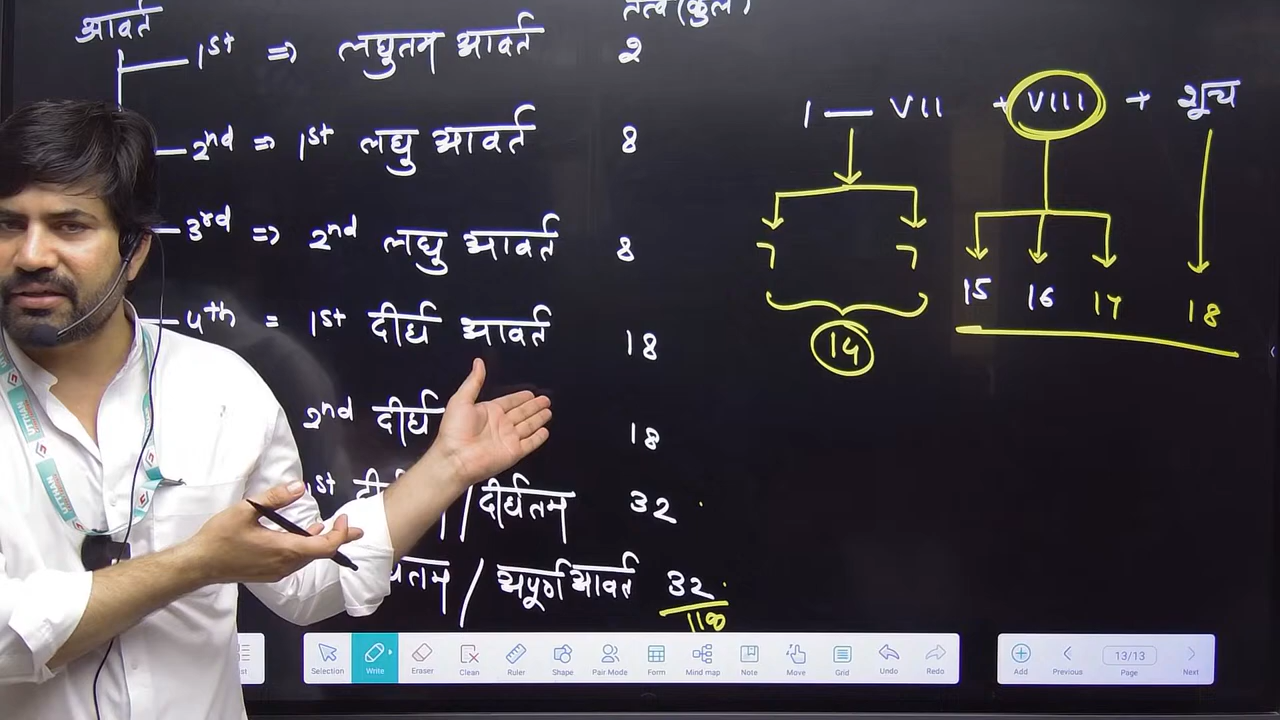 आवर्त तत्व (कुल)
1st => लघुतम आवर्त 2
2nd => 1st लघु आवर्त 8
3rd => 2nd लघु आवर्त 8
4th = 1st दीर्घ आवर्त 18
2nd दीर्घ 18
/ दीर्घतम 32
/ अपूर्ण आवर्त 32
118
I — VII + VIII + शून्य
7 7 15 16 17 18
14
Selection Write Eraser Clean Ruler Shape Pair Mode Form Mind map Note Move Grid Undo Redo
Add Previous 13/13 Page Next